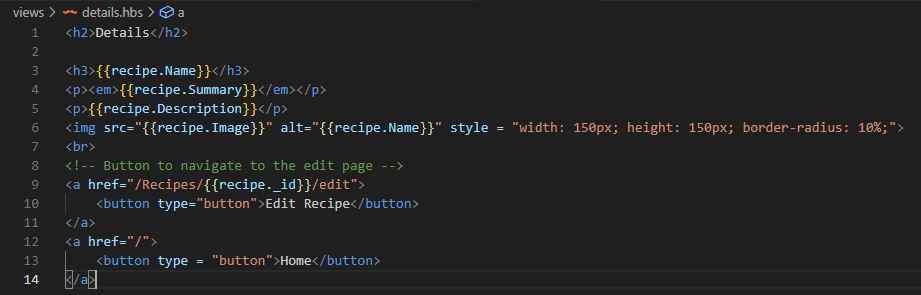 views > details.hbs > a
1 <h2>Details</h2>
2
3 <h3>{{recipe.Name}}</h3>
4 <p><em>{{recipe.Summary}}</em></p>
5 <p>{{recipe.Description}}</p>
6 <img src="{{recipe.Image}}" alt="{{recipe.Name}}" style = "width: 150px; height: 150px; border-radius: 10%;">
7 <br>
8 <!-- Button to navigate to the edit page -->
9 <a href="/Recipes/{{recipe._id}}/edit">
10     <button type="button">Edit Recipe</button>
11 </a>
12 <a href="/">
13     <button type = "button">Home</button>
14 </a>